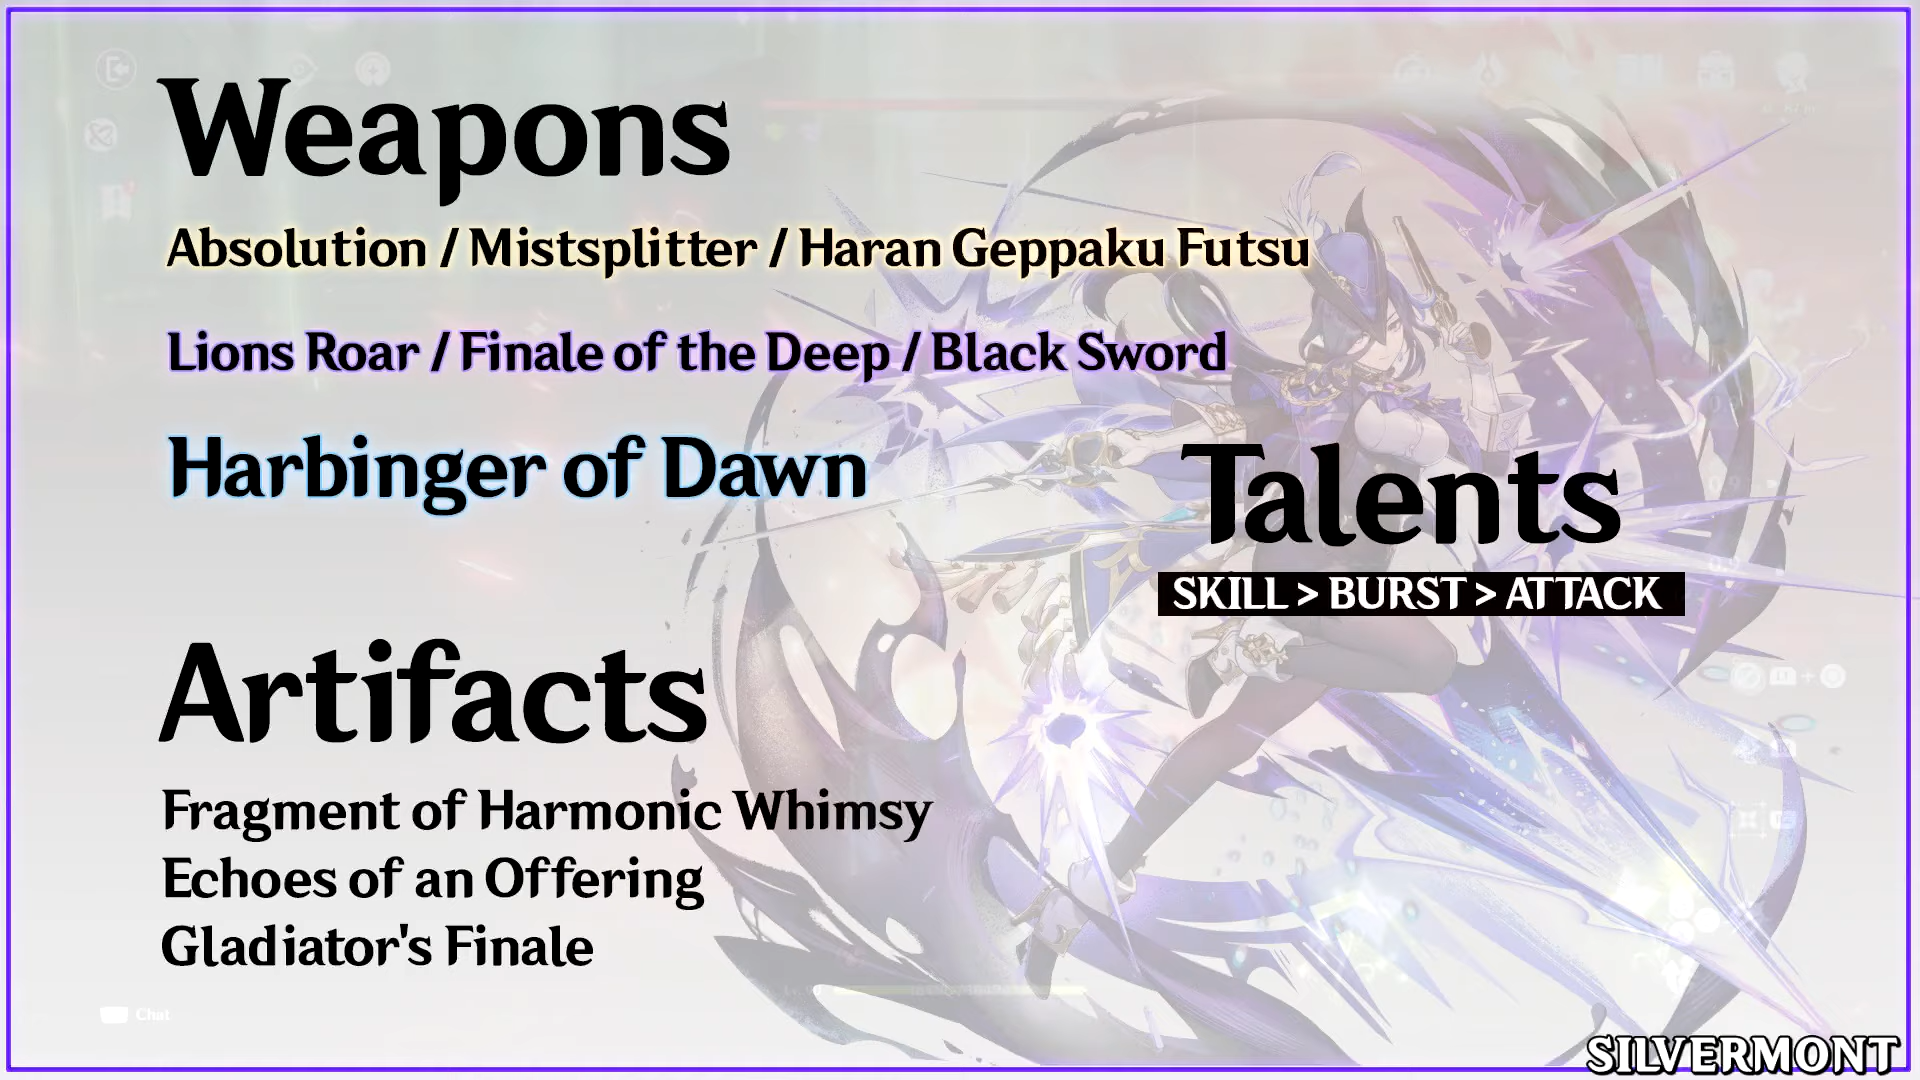 Weapons
Absolution / Mistsplitter / Haran Geppaku Futsu
Lions Roar / Finale of the Deep / Black Sword
Harbinger of Dawn
Talents
SKILL > BURST > ATTACK
Artifacts
Fragment of Harmonic Whimsy
Echoes of an Offering
Gladiator's Finale
Chat
SILVERMONT